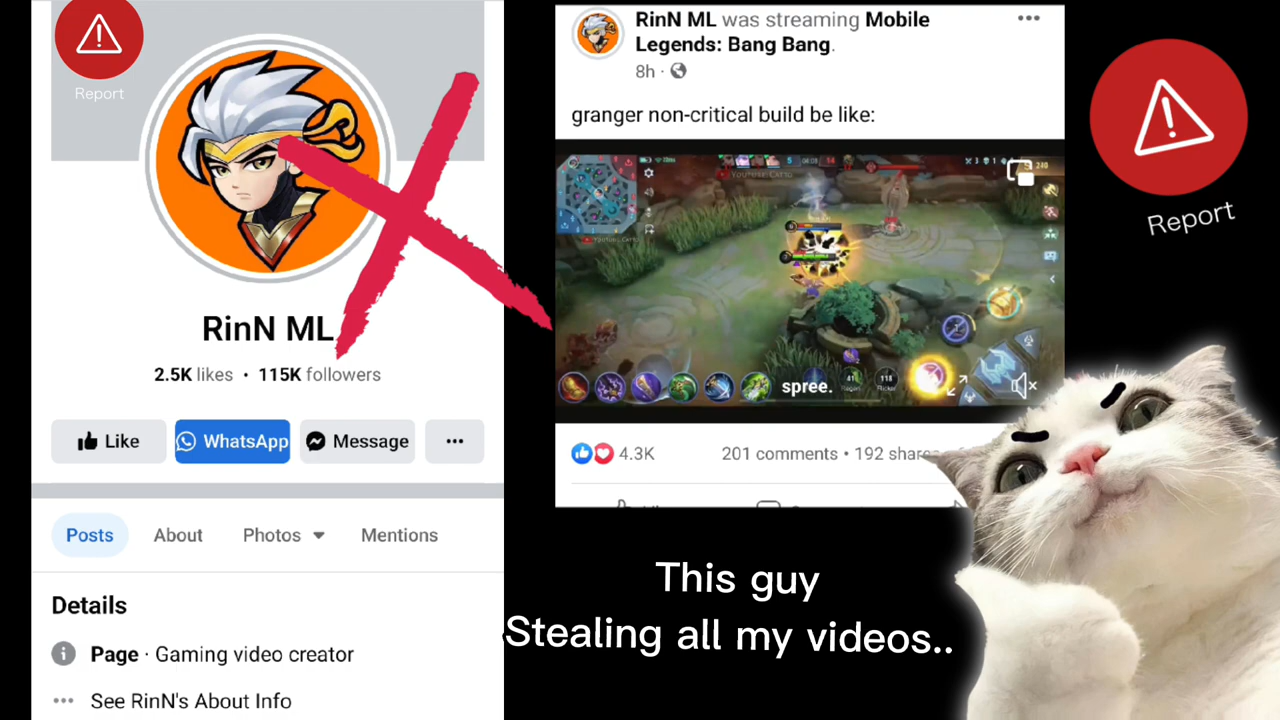 Report
RinN ML
2.5K likes • 115K followers
Like
WhatsApp
Message
Posts
About
Photos
Mentions
Details
Page · Gaming video creator
See RinN's About Info
RinN ML was streaming Mobile
Legends: Bang Bang.
8h ·
granger non-critical build be like:
spree.
4.3K
201 comments • 192
Report
This guy
Stealing all my videos..